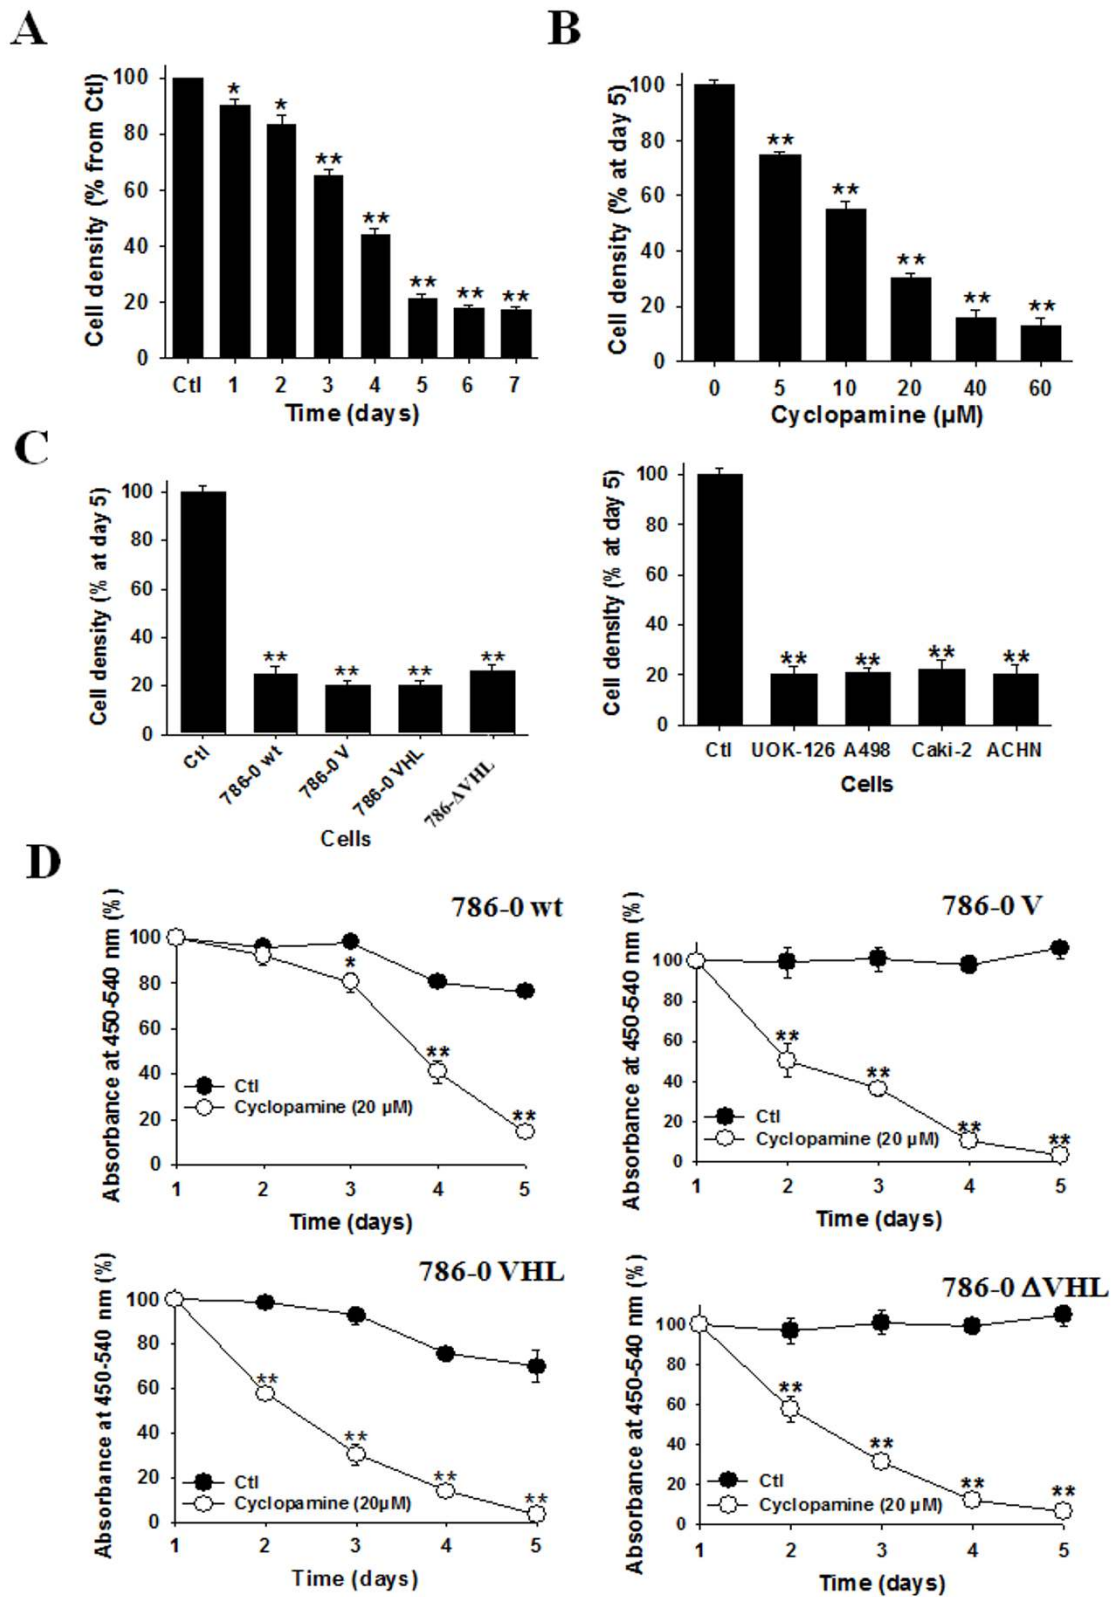 A
Cell density (% from Ctl)
100
80
60
40
20
0
*
*
**
**
**
**
**
Ctl 1 2 3 4 5 6 7
Time (days)
B
Cell density (% at day 5)
100
80
60
40
20
0
**
**
**
**
**
0 5 10 20 40 60
Cyclopamine (µM)
C
Cell density (% at day 5)
100
80
60
40
20
0
**
**
**
**
Ctl
786-0 wt
786-0 V
786-0 VHL
786-ΔVHL
Cells
Cell density (% at day 5)
100
80
60
40
20
0
**
**
**
**
Ctl UOK-126 A498 Caki-2 ACHN
Cells
D
786-0 wt
Absorbance at 450-540 nm (%)
100
80
60
40
20
0
*
**
**
Ctl
Cyclopamine (20 µM)
1 2 3 4 5
Time (days)
786-0 V
Absorbance at 450-540 nm (%)
100
80
60
40
20
0
**
**
**
**
Ctl
Cyclopamine (20 µM)
1 2 3 4 5
Time (days)
786-0 VHL
Absorbance at 450-540 nm (%)
100
80
60
40
20
0
**
**
**
**
Ctl
Cyclopamine (20µM)
1 2 3 4 5
Time (days)
786-0 ΔVHL
Absorbance at 450-540 nm (%)
100
80
60
40
20
0
**
**
**
**
Ctl
Cyclopamine (20 µM)
1 2 3 4 5
Time (days)